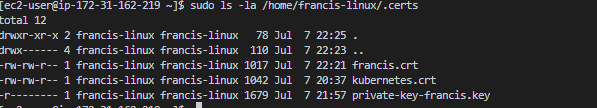 [ec2-user@ip-172-31-162-219 ~]$ sudo ls -la /home/francis-linux/.certs
total 12
drwxr-xr-x 2 francis-linux francis-linux   78 Jul  7 22:25 .
drwx------ 4 francis-linux francis-linux  110 Jul  7 22:23 ..
-rw-rw-r-- 1 francis-linux francis-linux 1017 Jul  7 22:21 francis.crt
-rw-rw-r-- 1 francis-linux francis-linux 1042 Jul  7 20:37 kubernetes.crt
-r-------- 1 francis-linux francis-linux 1679 Jul  7 21:57 private-key-francis.key